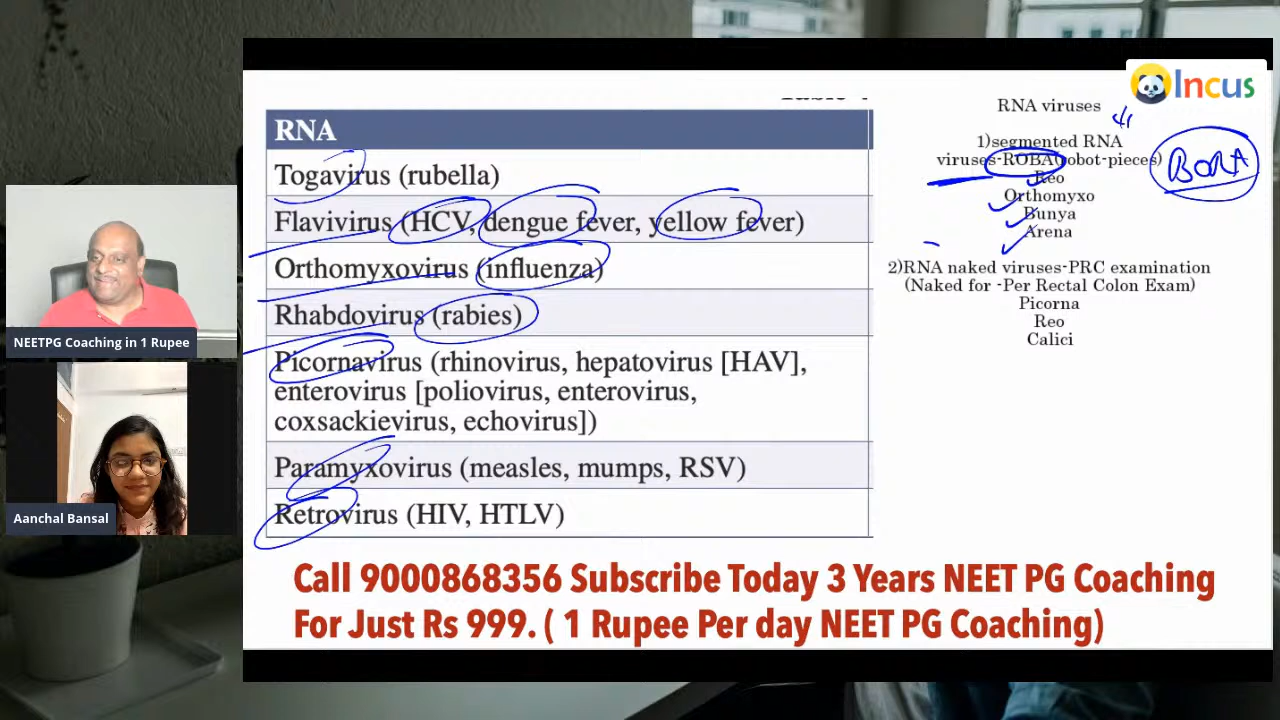 Incus
RNA
Togavirus (rubella)
Flavivirus (HCV, dengue fever, yellow fever)
Orthomyxovirus (influenza)
Rhabdovirus (rabies)
Picornavirus (rhinovirus, hepatovirus [HAV],
enterovirus [poliovirus, enterovirus,
coxsackievirus, echovirus])
Paramyxovirus (measles, mumps, RSV)
Retrovirus (HIV, HTLV)
RNA viruses
1)segmented RNA
viruses-ROBA(robot-pieces)
Reo
Orthomyxo
Bunya
Arena
BORA
2)RNA naked viruses-PRC examination
(Naked for -Per Rectal Colon Exam)
Picorna
Reo
Calici
NEETPG Coaching in 1 Rupee
Aanchal Bansal
Call 9000868356 Subscribe Today 3 Years NEET PG Coaching
For Just Rs 999. ( 1 Rupee Per day NEET PG Coaching)